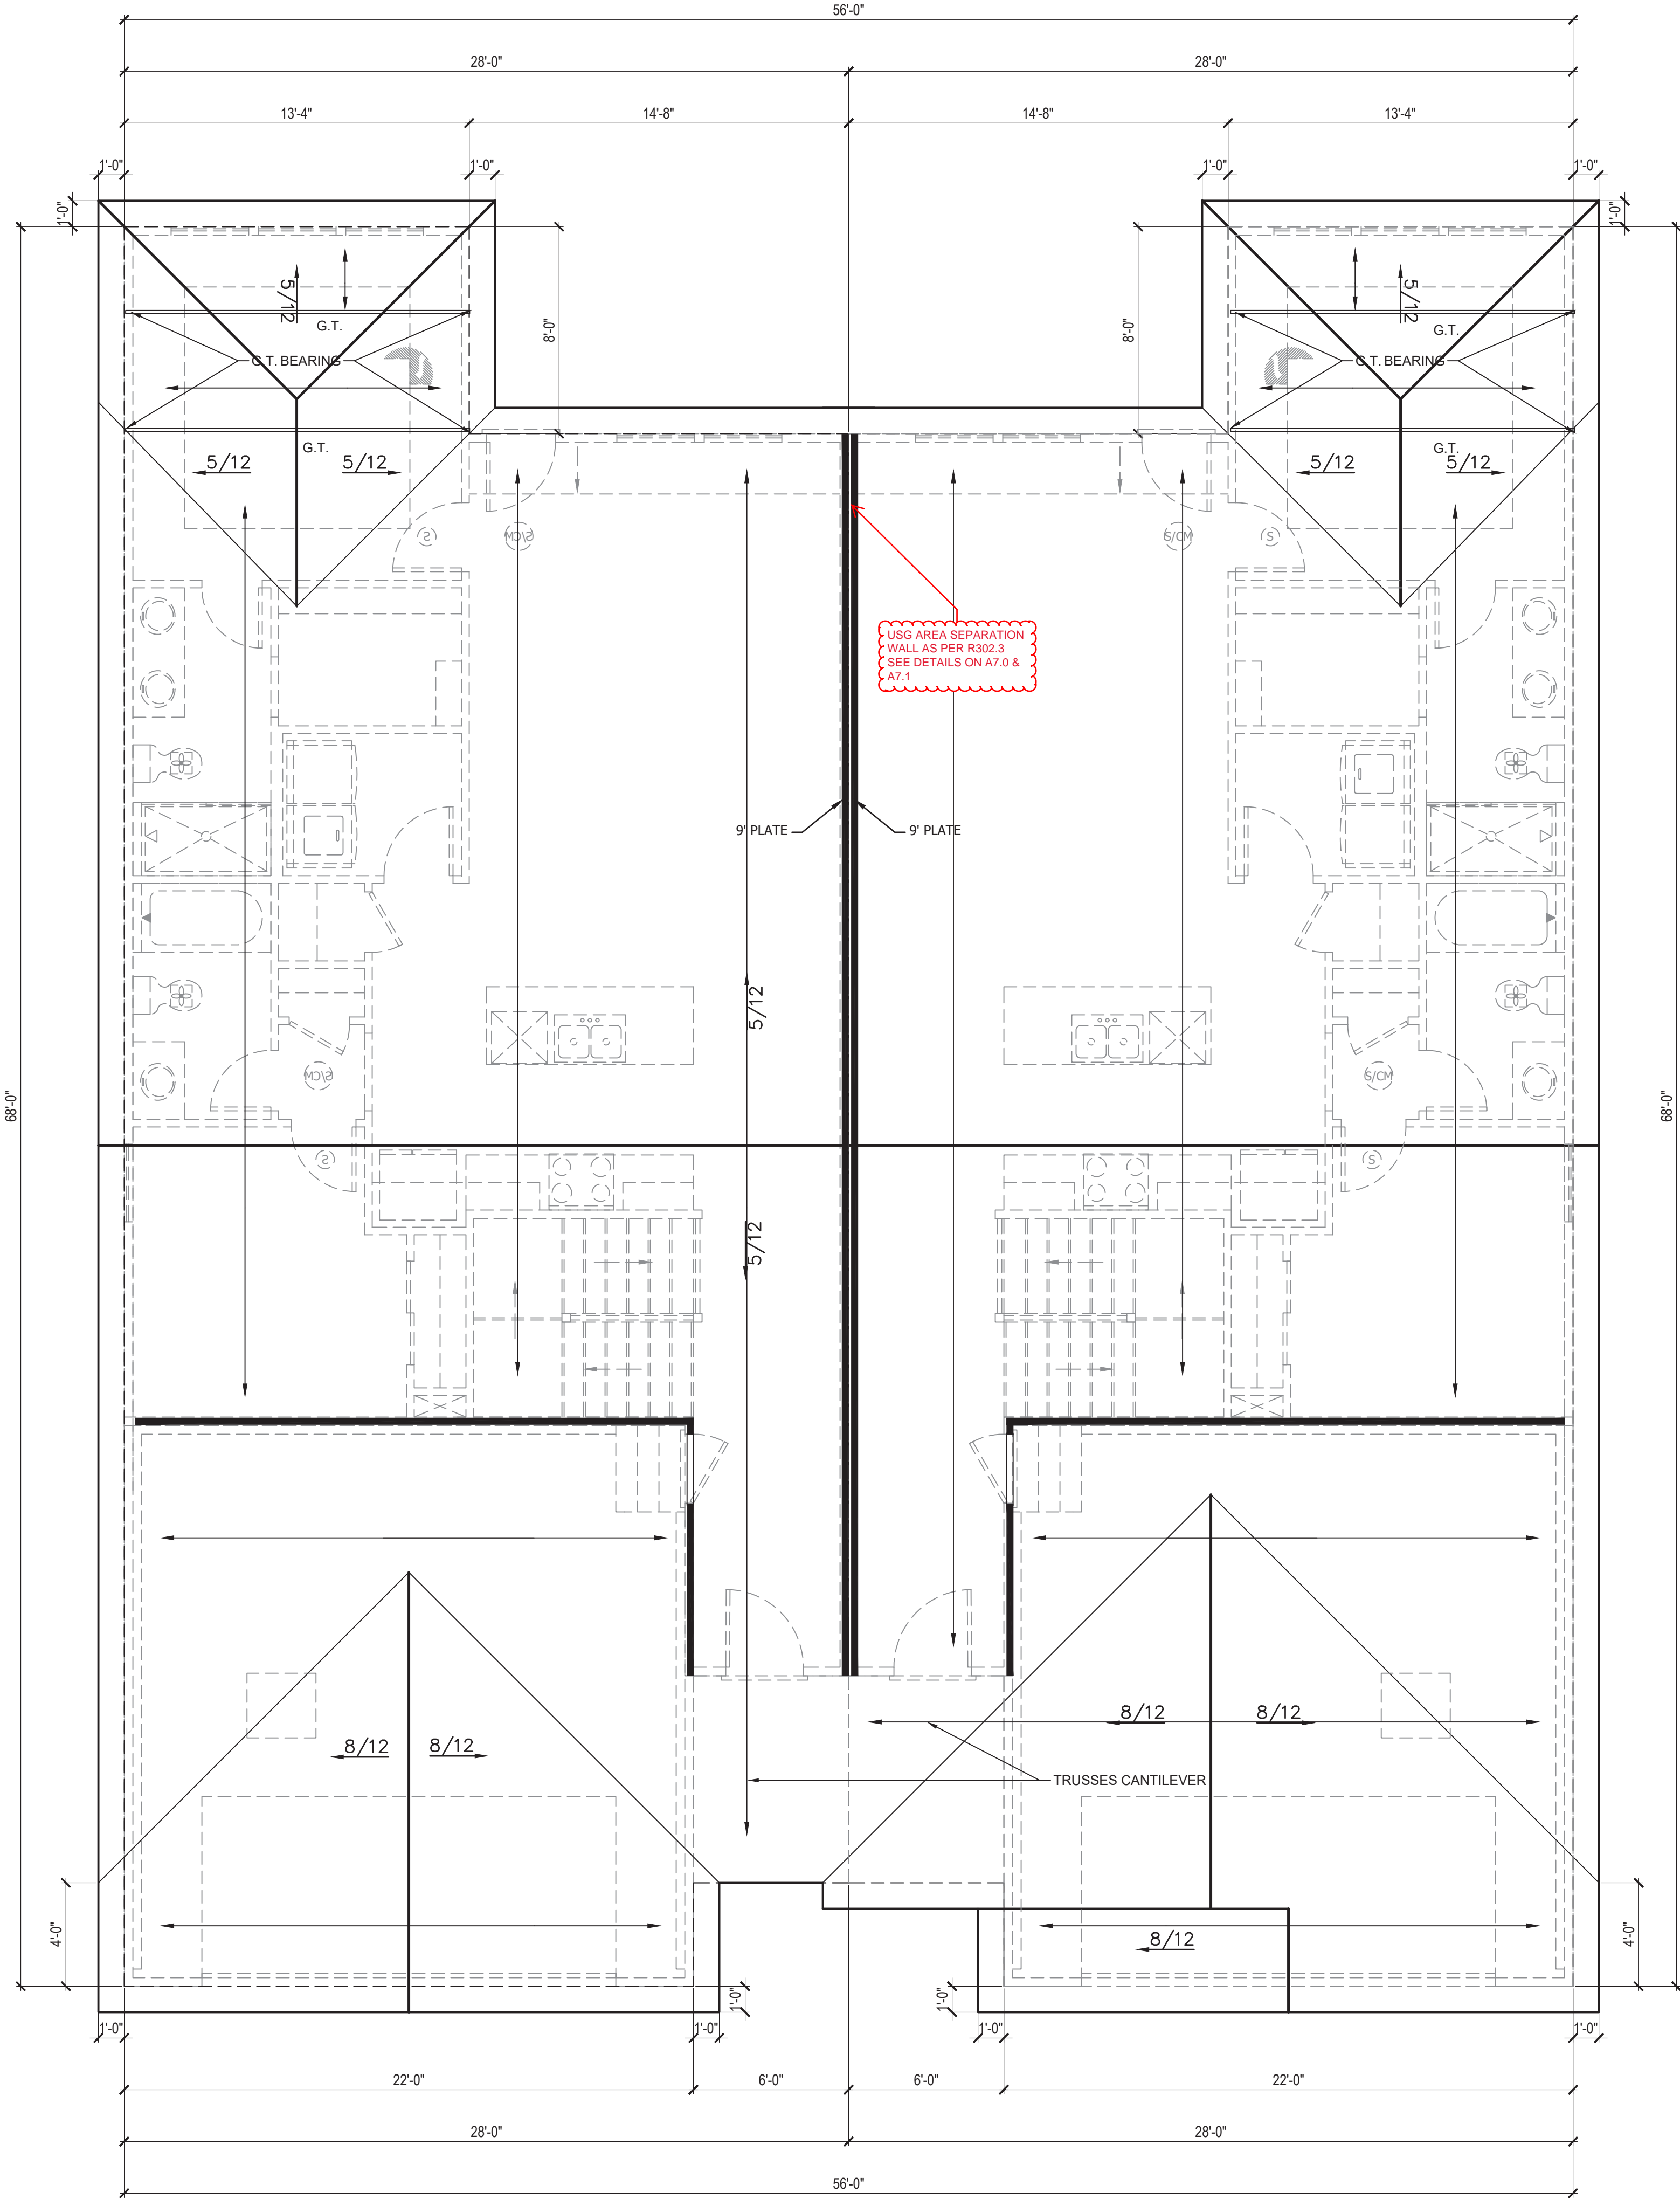 56'-0"
28'-0" 28'-0"
13'-4" 14'-8" 14'-8" 13'-4"
1'-0" 1'-0" 1'-0" 1'-0"
1'-0" 1'-0"
5/12 5/12
G.T. G.T.
8'-0" 8'-0"
G.T. BEARING G.T. BEARING
G.T. G.T.
5/12 5/12 5/12 5/12
S S/CM S/CM S
USG AREA SEPARATION
WALL AS PER R302.3
SEE DETAILS ON A7.0 &
A7.1
9' PLATE 9' PLATE
5/12
S/CM S/CM
68'-0" 68'-0"
S S
5/12
8/12 8/12
8/12 8/12
TRUSSES CANTILEVER
4'-0" 4'-0"
8/12
1'-0" 1'-0"
1'-0" 1'-0" 1'-0" 1'-0"
22'-0" 6'-0" 6'-0" 22'-0"
28'-0" 28'-0"
56'-0"